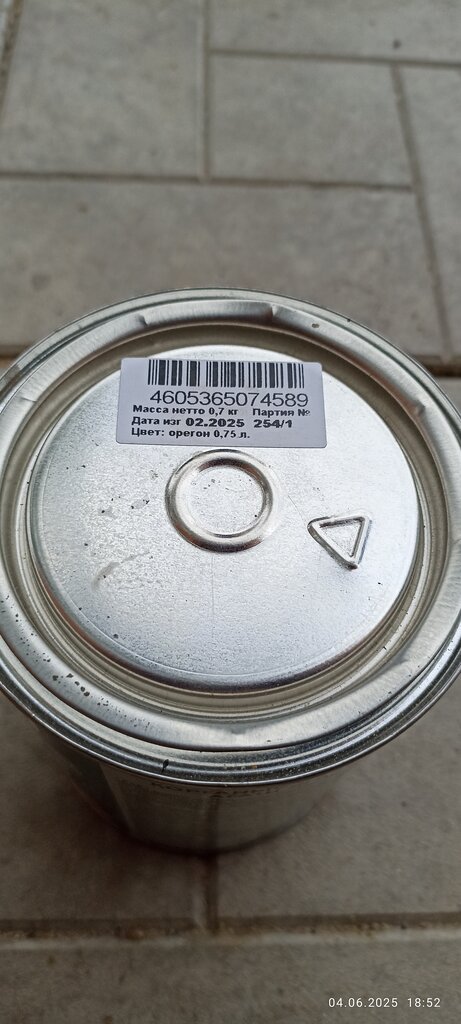 4605365074589
Масса нетто 0,7 кг Партия №
Дата изг 02.2025 254/1
Цвет: орегон 0,75 л.
04.06.2025 18:52